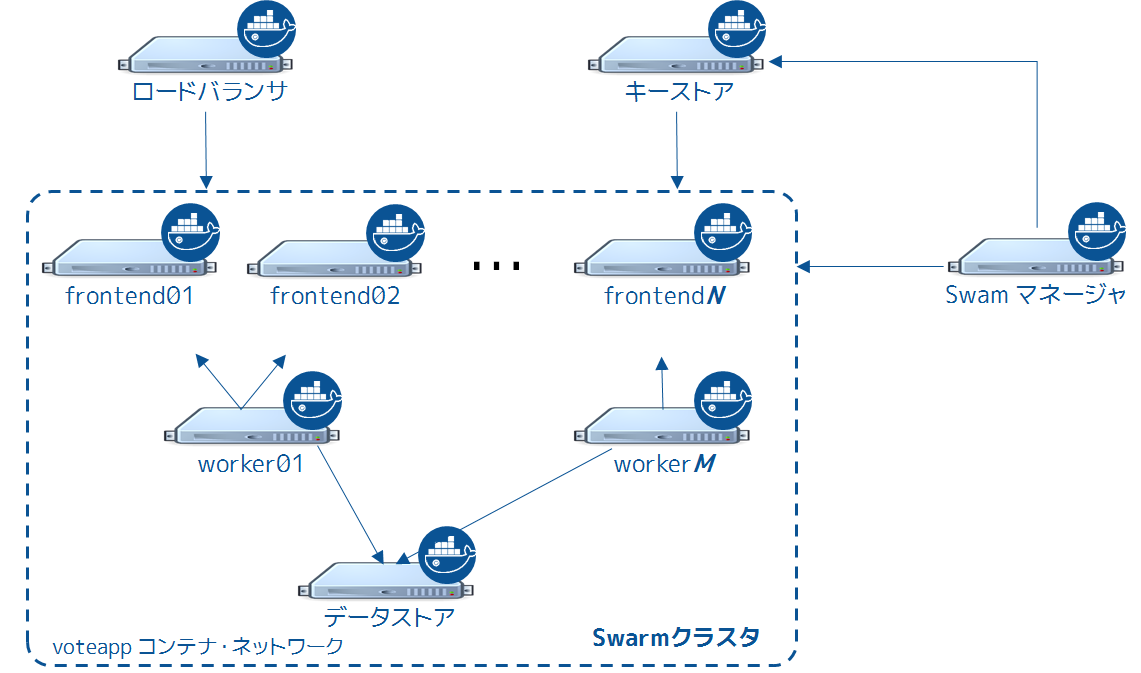 ロードバランサ
キーストア
frontend01
frontend02
...
frontendN
Swam マネージャ
worker01
workerM
データストア
voteapp コンテナ・ネットワーク
Swarmクラスタ